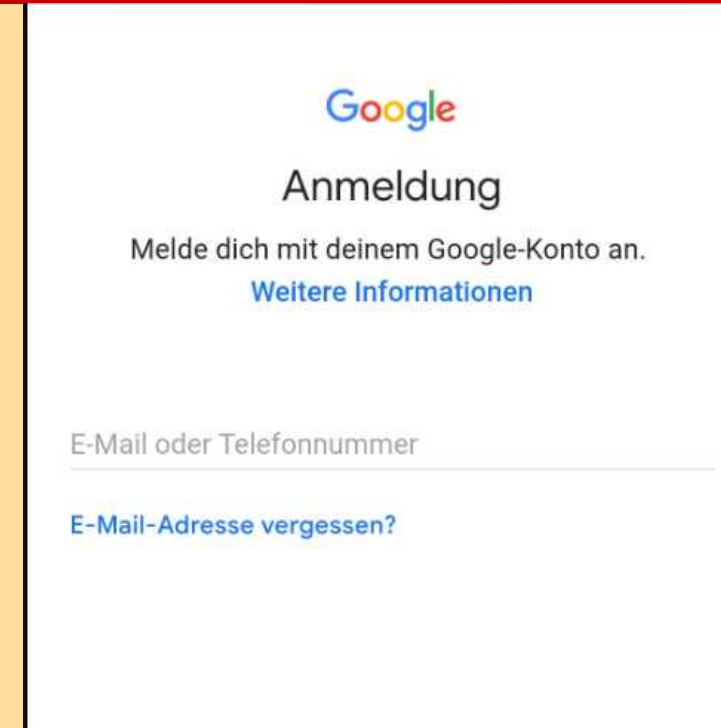 Google
Anmeldung
Melde dich mit deinem Google-Konto an.
Weitere Informationen
E-Mail oder Telefonnummer
E-Mail-Adresse vergessen?